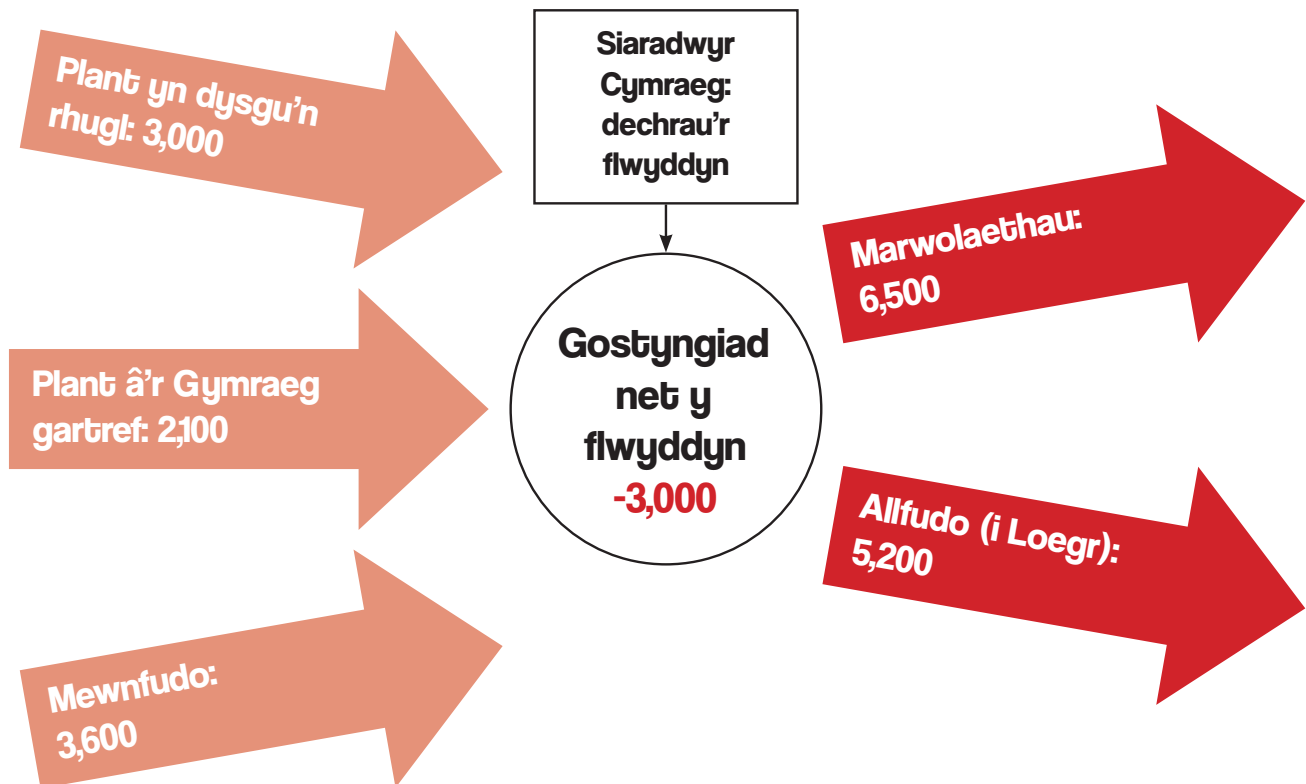 Plant yn dysgu'n
rhugl: 3,000
Plant â'r Gymraeg
gartref: 2,100
Mewnfudo:
3,600
Siaradwyr
Cymraeg:
dechrau'r
flwyddyn
Gostyngiad
net y
flwyddyn
-3,000
Marwolaethau:
6,500
Allfudo (i Loegr):
5,200